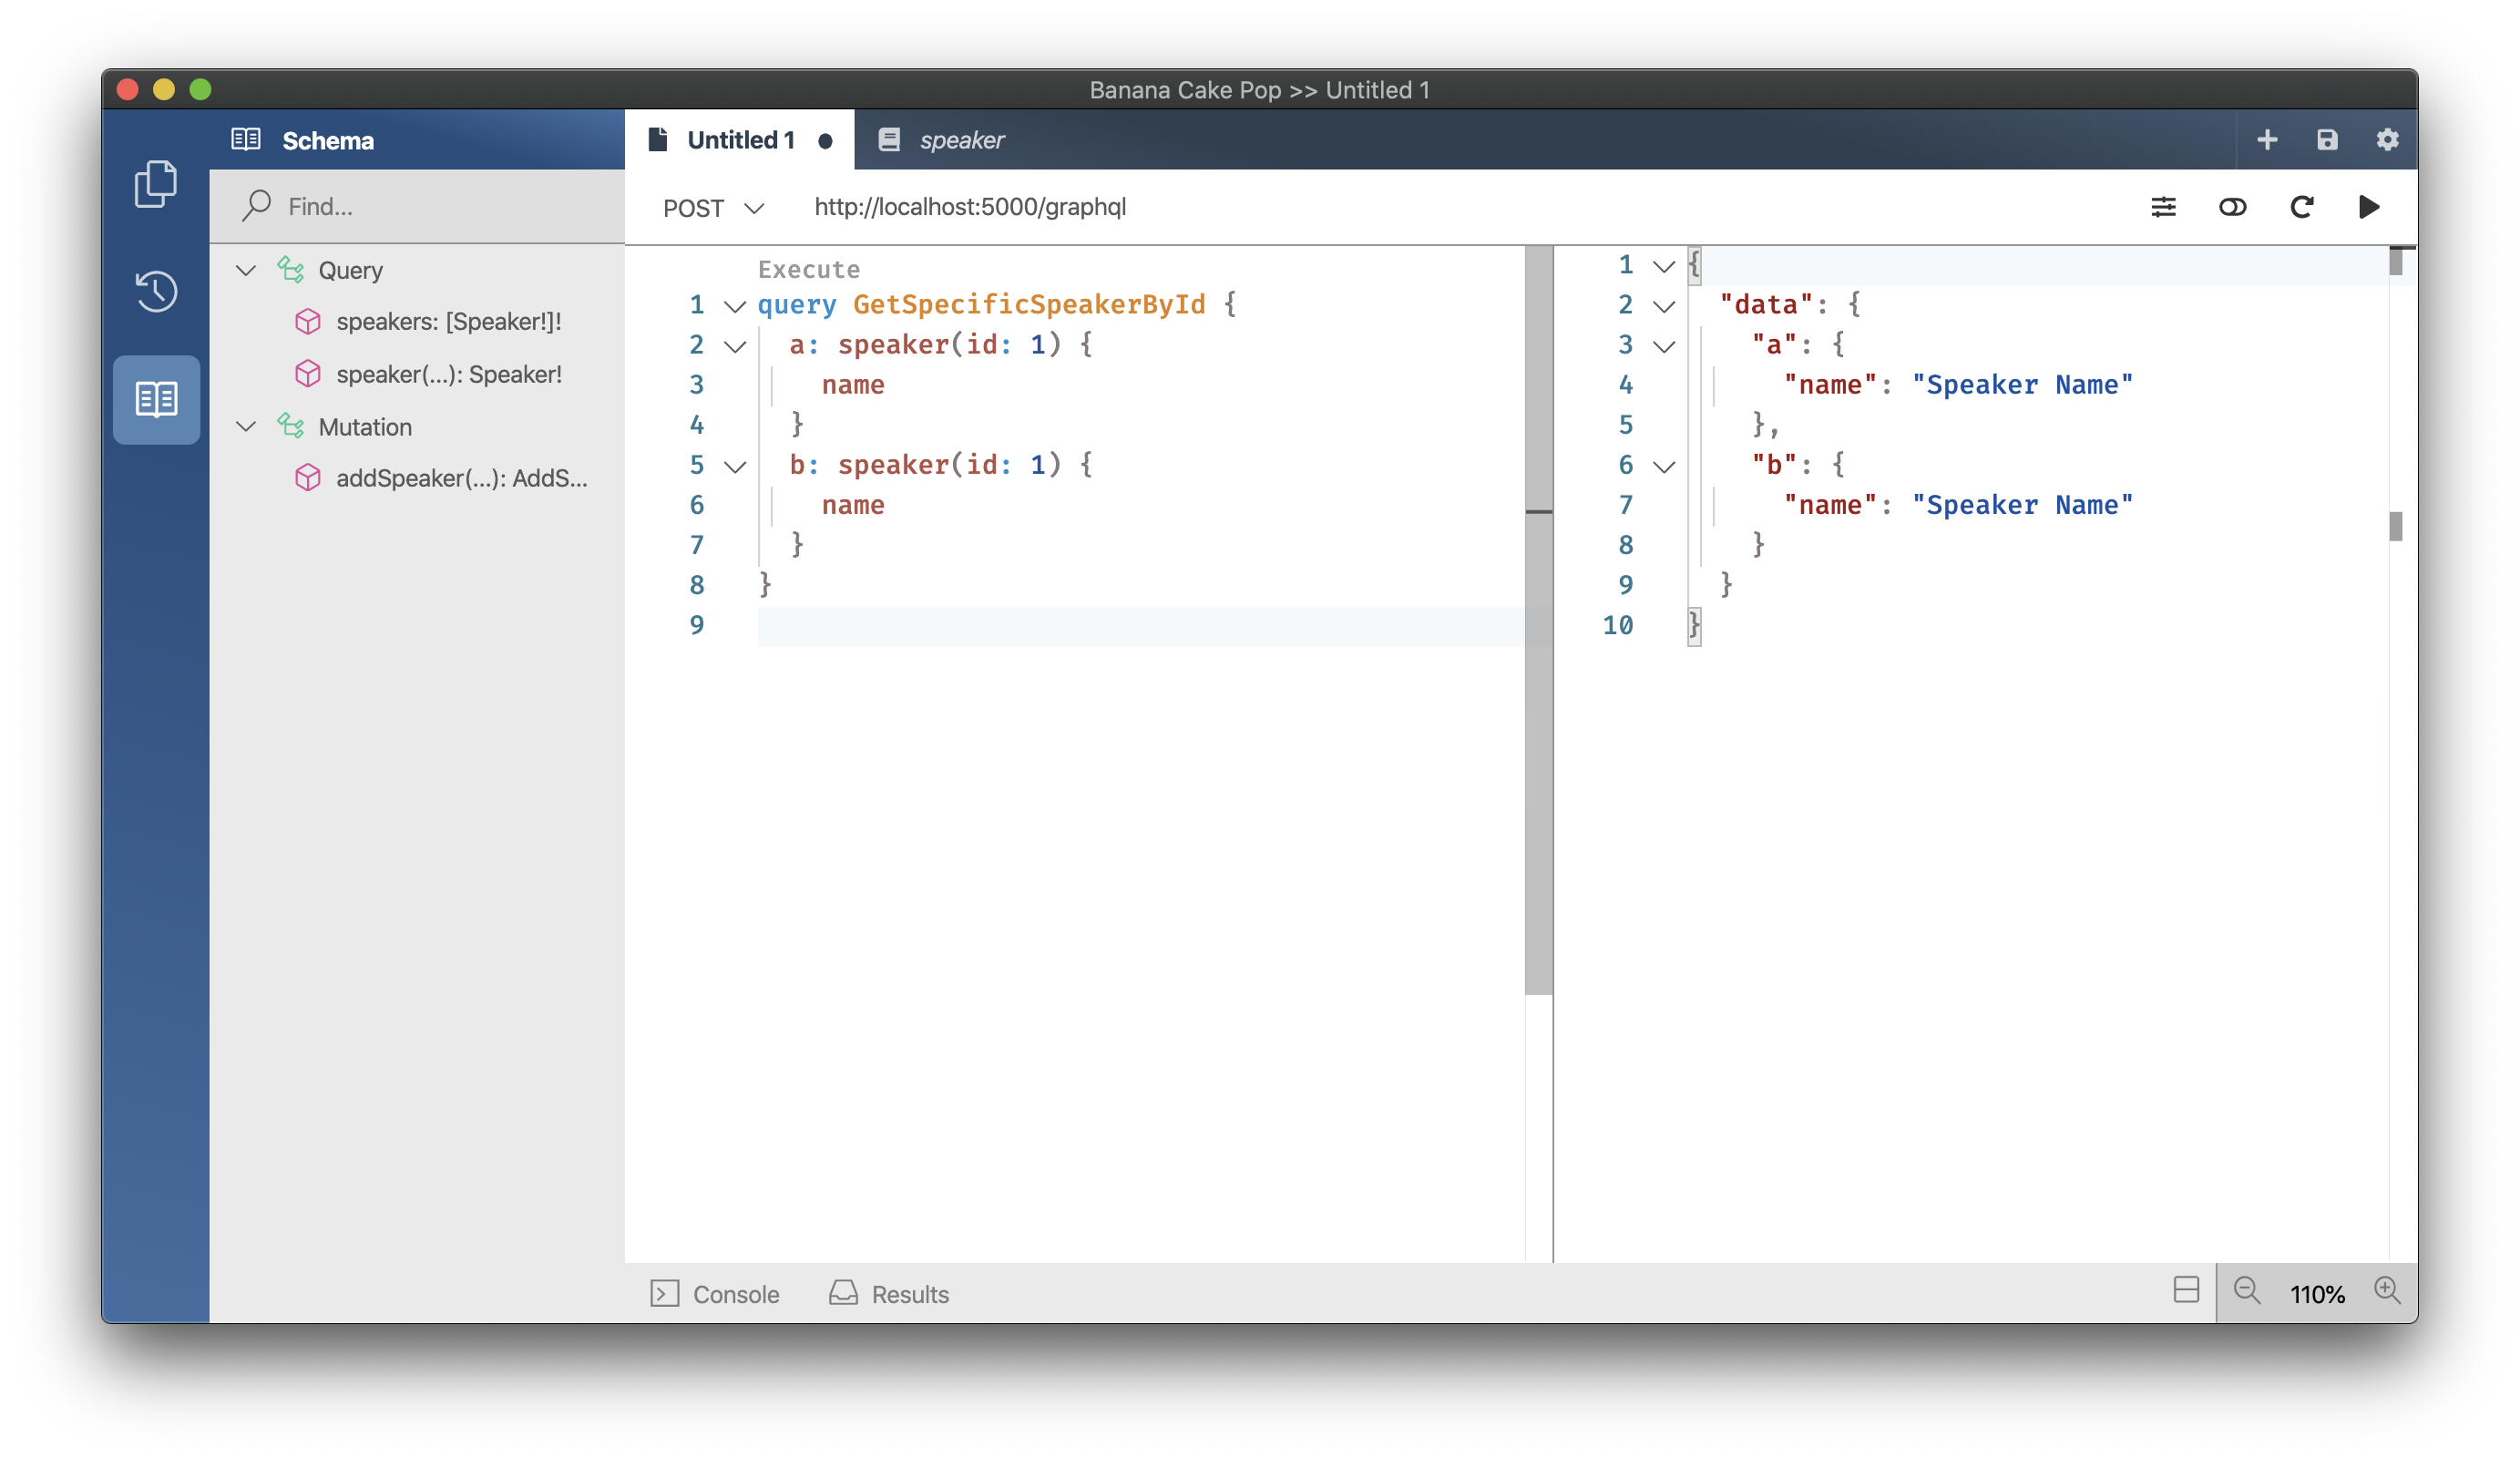 Banana Cake Pop >> Untitled 1
Schema
Untitled 1
speaker
Find...
POST
http://localhost:5000/graphql
Query
speakers: [Speaker!]!
speaker(...): Speaker!
Mutation
addSpeaker(...): AddS...
Execute
1 query GetSpecificSpeakerById {
2 a: speaker(id: 1) {
3 name
4 }
5 b: speaker(id: 1) {
6 name
7 }
8 }
9
1 {
2 "data": {
3 "a": {
4 "name": "Speaker Name"
5 },
6 "b": {
7 "name": "Speaker Name"
8 }
9 }
10 }
Console
Results
110%